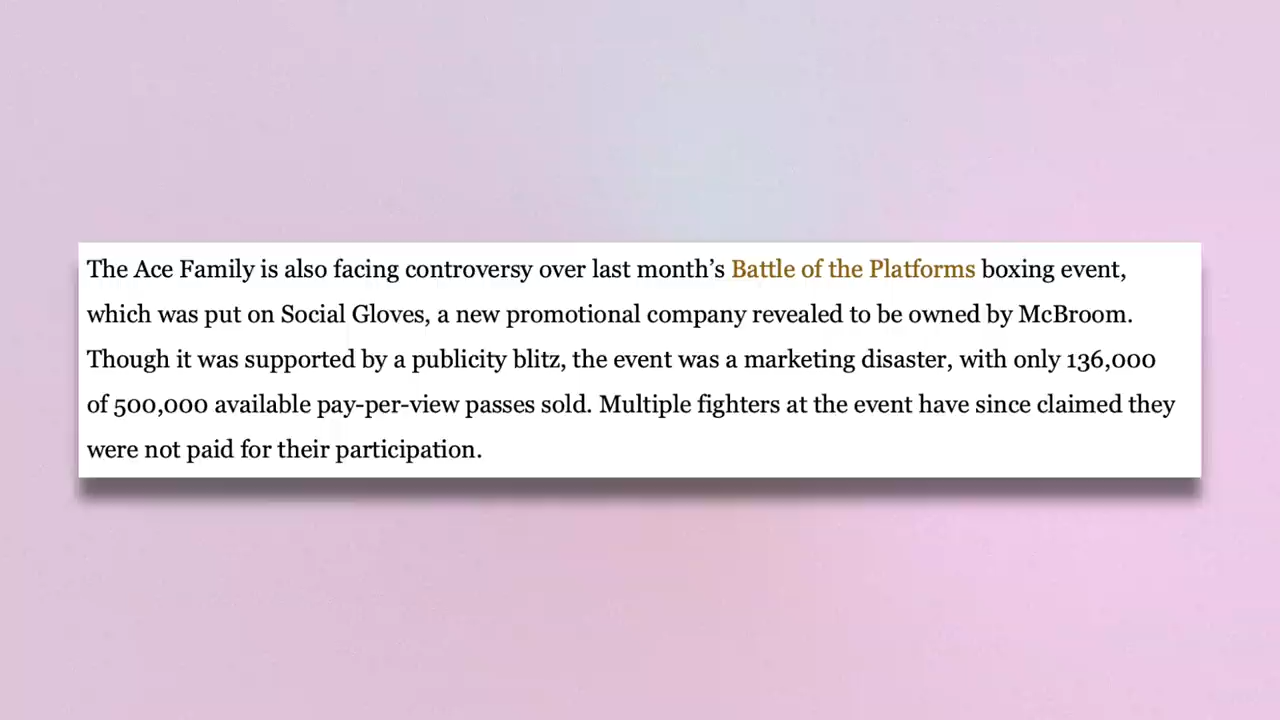 The Ace Family is also facing controversy over last month’s Battle of the Platforms boxing event,
which was put on Social Gloves, a new promotional company revealed to be owned by McBroom.
Though it was supported by a publicity blitz, the event was a marketing disaster, with only 136,000
of 500,000 available pay-per-view passes sold. Multiple fighters at the event have since claimed they
were not paid for their participation.